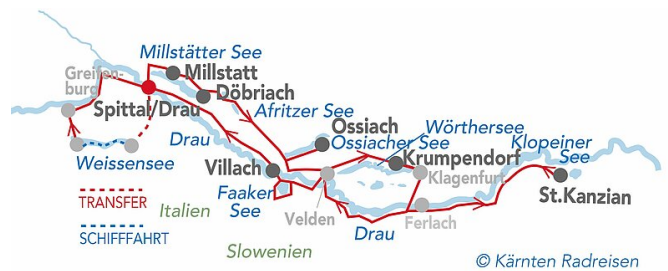 Millstätter See
Greifen-
burg
Millstatt
Döbriach
Spittal/Drau
Afritzer See
Drau
Ossiach
Ossiacher See
Wörthersee
Klopeiner
See
Weissensee
Villach
Krumpendorf
Klagenfurt
Faaker
See
St.Kanzian
TRANSFER
Italien
Velden
Ferlach
SCHIFFFAHRT
Drau
Slowenien
© Kärnten Radreisen